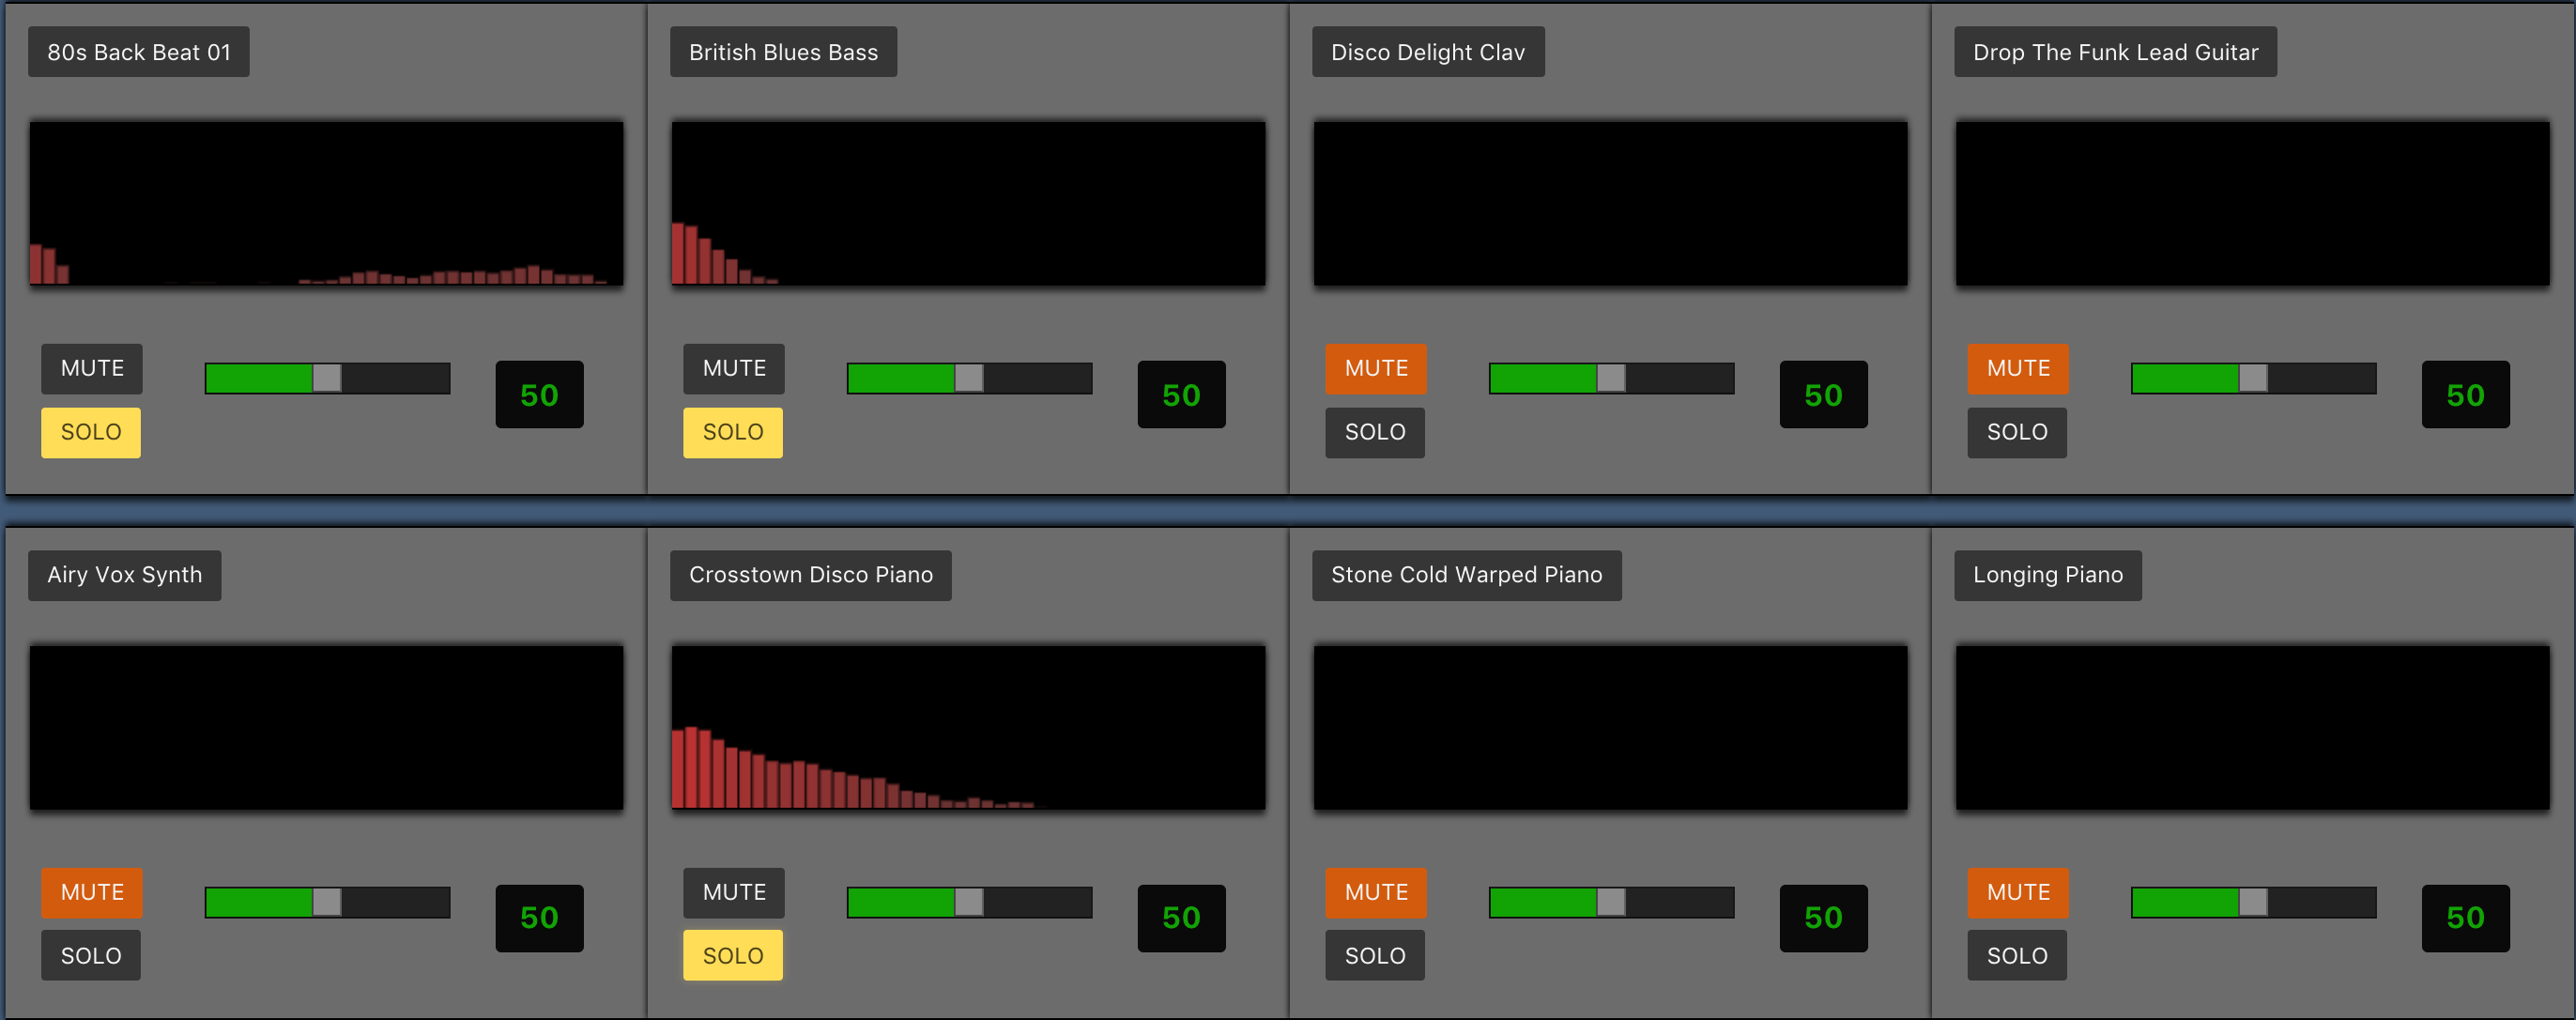 80s Back Beat 01
British Blues Bass
Disco Delight Clav
Drop The Funk Lead Guitar
MUTE
SOLO
50
MUTE
SOLO
50
MUTE
SOLO
50
MUTE
SOLO
50
Airy Vox Synth
Crosstown Disco Piano
Stone Cold Warped Piano
Longing Piano
MUTE
SOLO
50
MUTE
SOLO
50
MUTE
SOLO
50
MUTE
SOLO
50